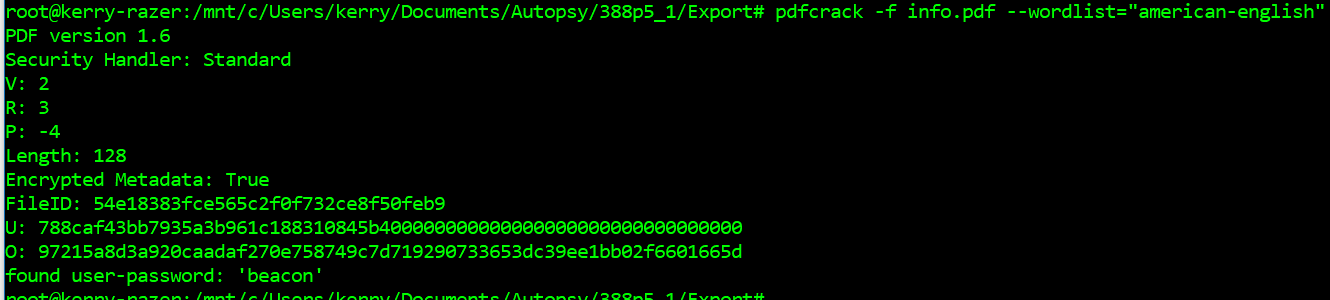 root@kerry-razer:/mnt/c/Users/kerry/Documents/Autopsy/388p5_1/Export# pdfcrack -f info.pdf --wordlist="american-english"
PDF version 1.6
Security Handler: Standard
V: 2
R: 3
P: -4
Length: 128
Encrypted Metadata: True
FileID: 54e18383fce565c2f0f732ce8f50feb9
U: 788caf43bb7935a3b961c188310845b400000000000000000000000000000000
O: 97215a8d3a920caadaf270e758749c7d719290733653dc39ee1bb02f6601665d
found user-password: 'beacon'
root@kerry-razer:/mnt/c/Users/kerry/Documents/Autopsy/388p5_1/Export#